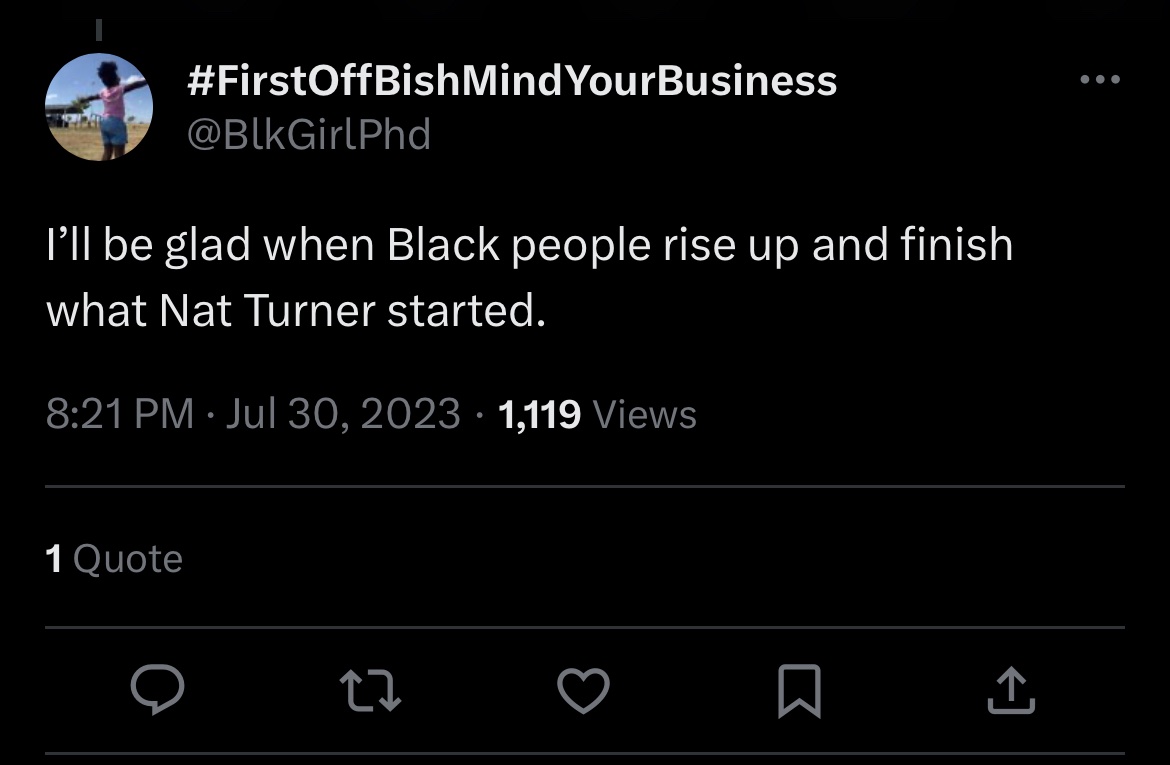 #FirstOffBishMindYourBusiness
@BlkGirlPhd
I’ll be glad when Black people rise up and finish
what Nat Turner started.
8:21 PM · Jul 30, 2023 · 1,119 Views
1 Quote